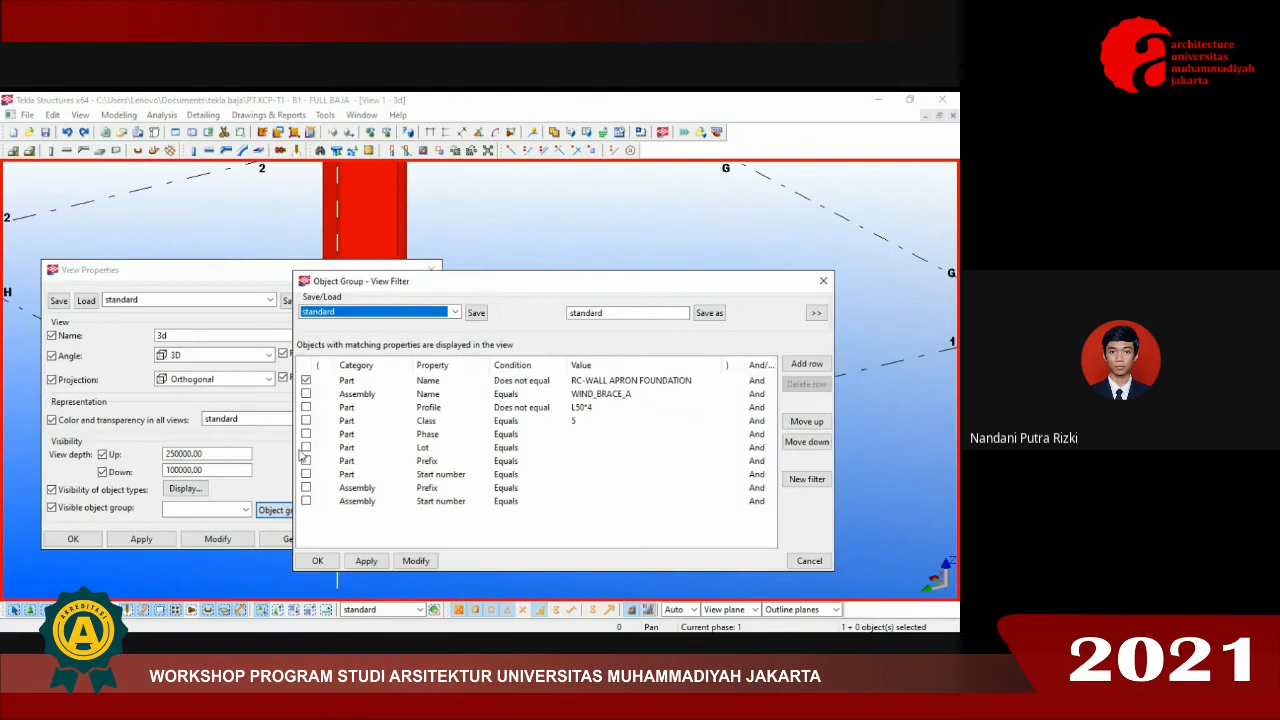 architecture
universitas
muhammadiyah
jakarta
Tekla Structures x64 - C:\Users\Lenovo\Documents\tekla baja\PT.KCP-T1 - B1 - FULL BAJA - [View 1 - 3d]
File Edit View Modeling Analysis Detailing Drawings & Reports Tools Window Help
2
G
2
G
H
1
View Properties
Save Load standard Sa
View
Name: 3d
Angle: 3D
Projection: Orthogonal
Representation
Color and transparency in all views: standard
Visibility
View depth: Up: 250000.00
Down: 100000.00
Visibility of object types: Display...
Visible object group: Object gr
OK Apply Modify Ge
Object Group - View Filter
Save/Load
standard Save standard Save as >>
Objects with matching properties are displayed in the view
( Category Property Condition Value ) And/...
Part Name Does not equal RC-WALL APRON FOUNDATION And
Assembly Name Equals WIND_BRACE_A And
Part Profile Does not equal L50*4 And
Part Class Equals 5 And
Part Phase Equals And
Part Lot Equals And
Part Prefix Equals And
Part Start number Equals And
Assembly Prefix Equals And
Assembly Start number Equals And
Add row
Delete row
Move up
Move down
New filter
OK Apply Modify Cancel
Z
standard Auto View plane Outline planes
0 Pan Current phase: 1 1 + 0 object(s) selected
Nandani Putra Rizki
AKREDITASI
A
WORKSHOP PROGRAM STUDI ARSITEKTUR UNIVERSITAS MUHAMMADIYAH JAKARTA
2021